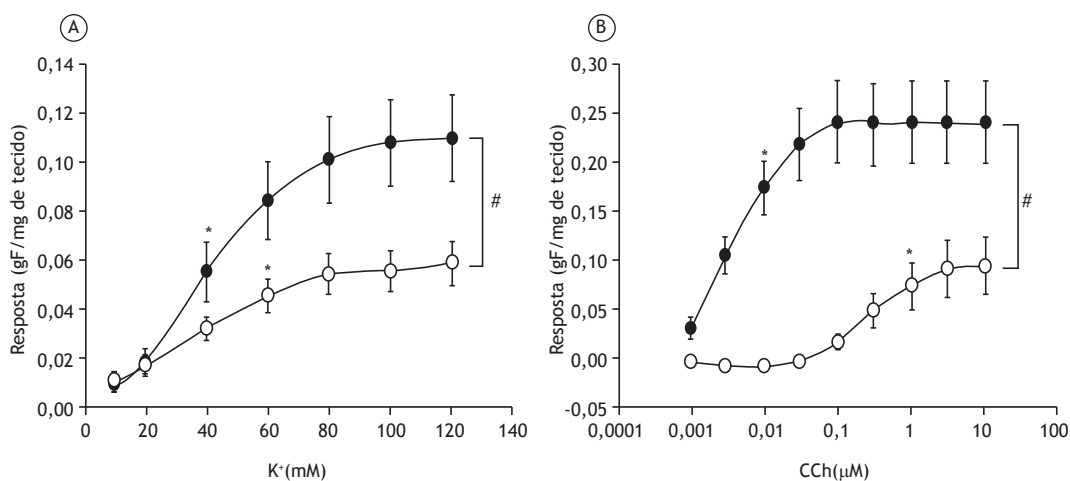 A
0,14
0,12
0,10
0,08
0,06
0,04
0,02
0,00
Resposta (gF/mg de tecido)
*
*
#
0 20 40 60 80 100 120 140
K⁺(mM)
B
0,30
0,25
0,20
0,15
0,10
0,05
0,00
-0,05
Resposta (gF/mg de tecido)
*
*
#
0,0001 0,001 0,01 0,1 1 10 100
CCh(μM)